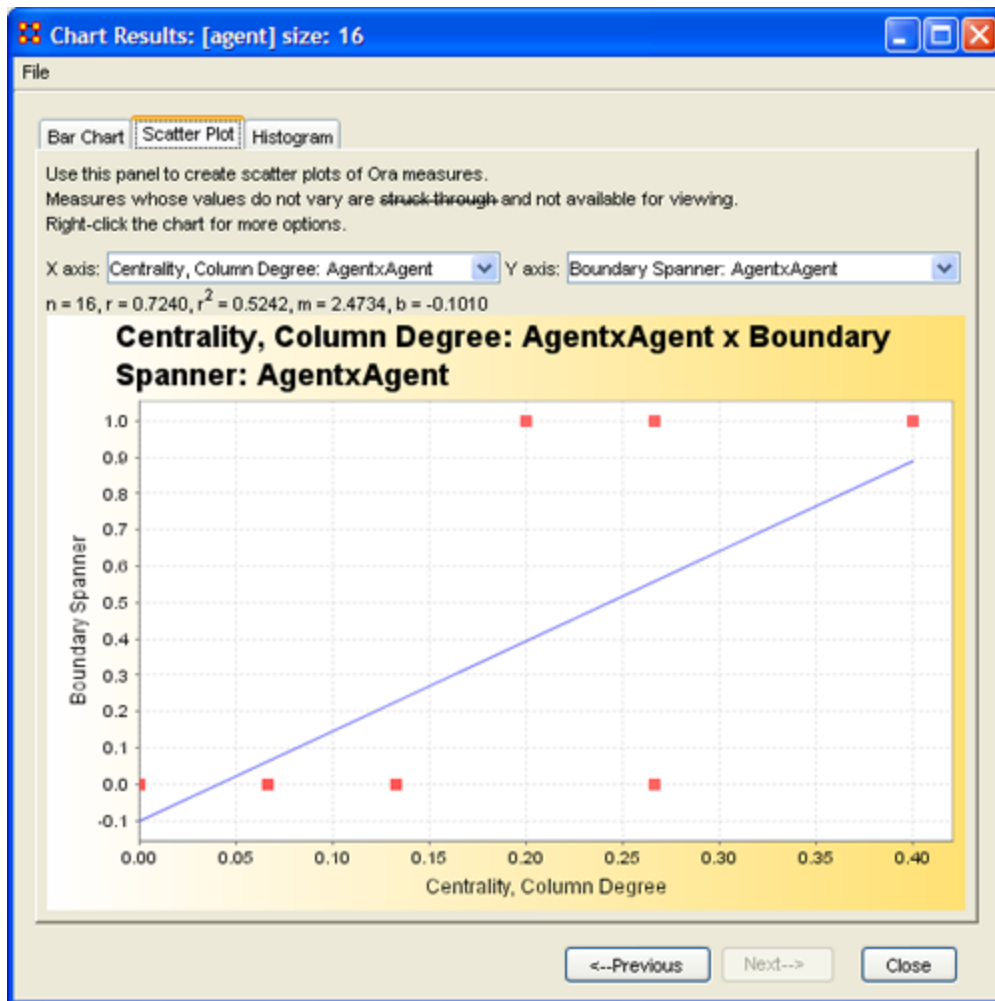 Chart Results: [agent] size: 16
File
Bar Chart Scatter Plot Histogram
Use this panel to create scatter plots of Ora measures.
Measures whose values do not vary are struck through and not available for viewing.
Right-click the chart for more options.
X axis: Centrality, Column Degree: AgentxAgent Y axis: Boundary Spanner: AgentxAgent
n = 16, r = 0.7240, r² = 0.5242, m = 2.4734, b = -0.1010
Centrality, Column Degree: AgentxAgent x Boundary
Spanner: AgentxAgent
1.0
0.9
0.8
0.7
0.6
0.5
0.4
0.3
0.2
0.1
0.0
-0.1
Boundary Spanner
0.00 0.05 0.10 0.15 0.20 0.25 0.30 0.35 0.40
Centrality, Column Degree
<--Previous Next--> Close